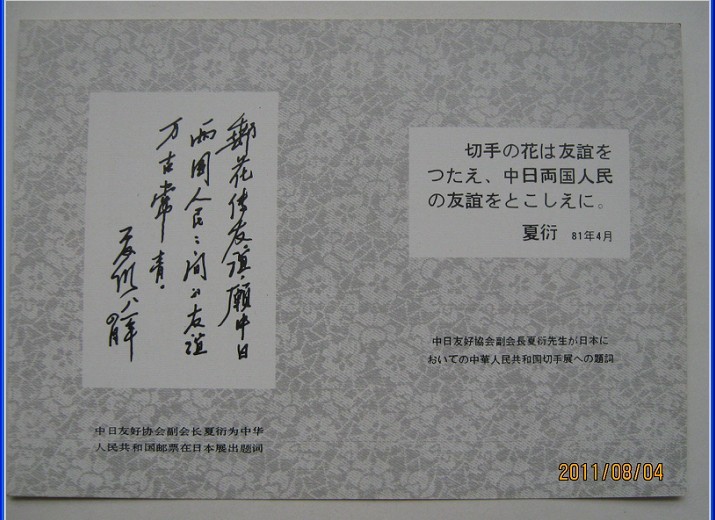 郵花传友谊,願中日
两国人民之间的友谊
万古常青。
夏衍 八一年
四月
中日友好协会副会长夏衍为中华
人民共和国邮票在日本展出题词
切手の花は友誼を
つたえ、中日両国人民
の友誼をとこしえに。
夏衍 81年4月
中日友好協会副会長夏衍先生が日本に
おいての中華人民共和国切手展への題詞
2011/08/04